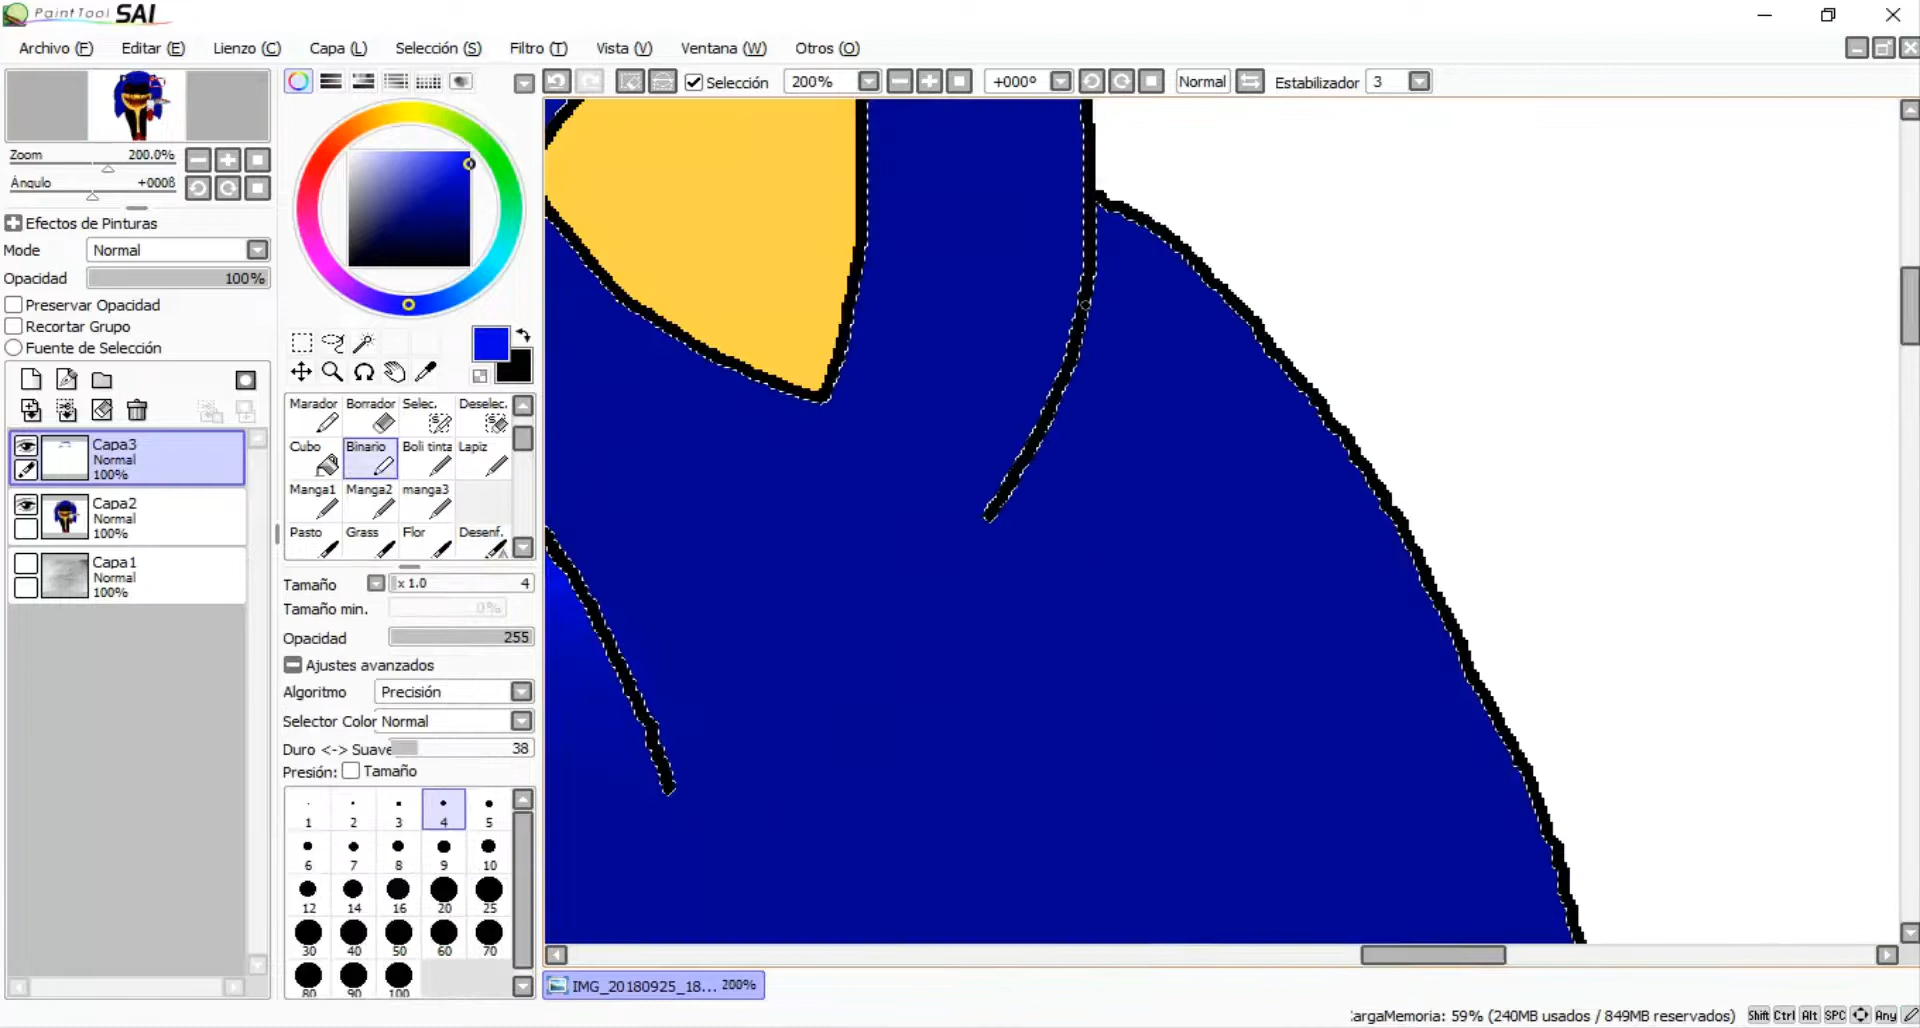 PaintTool SAI
Archivo (F) Editar (E) Lienzo (C) Capa (L) Selección (S) Filtro (T) Vista (V) Ventana (W) Otros (O)
Selección 200% +000º Normal Estabilizador 3
Zoom 200.0%
Ángulo +000ß
Efectos de Pinturas
Mode Normal
Opacidad 100%
Preservar Opacidad
Recortar Grupo
Fuente de Selección
Capa3
Normal
100%
Capa2
Normal
100%
Capa1
Normal
100%
Marador Borrador Selec. Deselec.
Cubo Binario Boli tinta Lapiz
Manga1 Manga2 manga3
Pasto Grass Flor Desenf.
Tamaño x 1.0 4
Tamaño min. 0%
Opacidad 255
Ajustes avanzados
Algoritmo Precisión
Selector Color Normal
Duro <-> Suave 38
Presión: Tamaño
1 2 3 4 5
6 7 8 9 10
12 14 16 20 25
30 40 50 60 70
80 90 100
IMG_20180925_18... 200%
CargaMemoria: 59% (240MB usados / 849MB reservados) Shift Ctrl Alt SPC Any